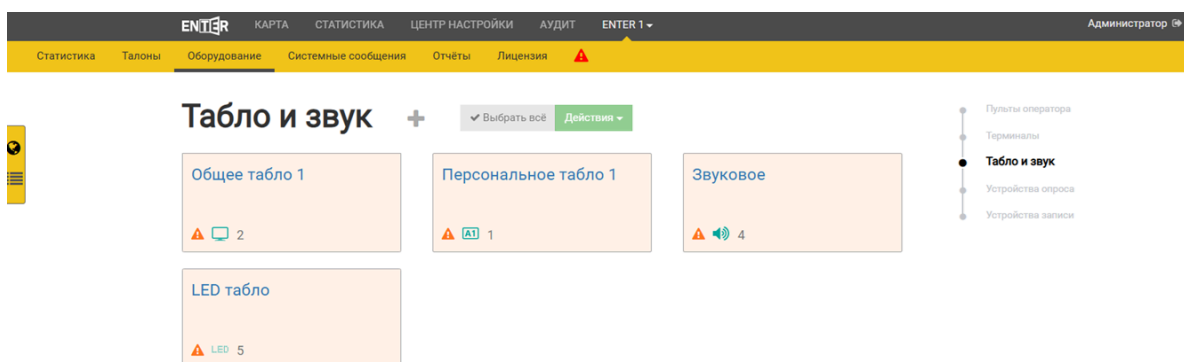 ENTER КАРТА СТАТИСТИКА ЦЕНТР НАСТРОЙКИ АУДИТ ENTER 1 Администратор
Статистика Талоны Оборудование Системные сообщения Отчёты Лицензия
Табло и звук + Выбрать всё Действия
Пульты оператора
Терминалы
Табло и звук
Устройства опроса
Устройства записи
Общее табло 1
2
Персональное табло 1
A1 1
Звуковое
4
LED табло
LED 5